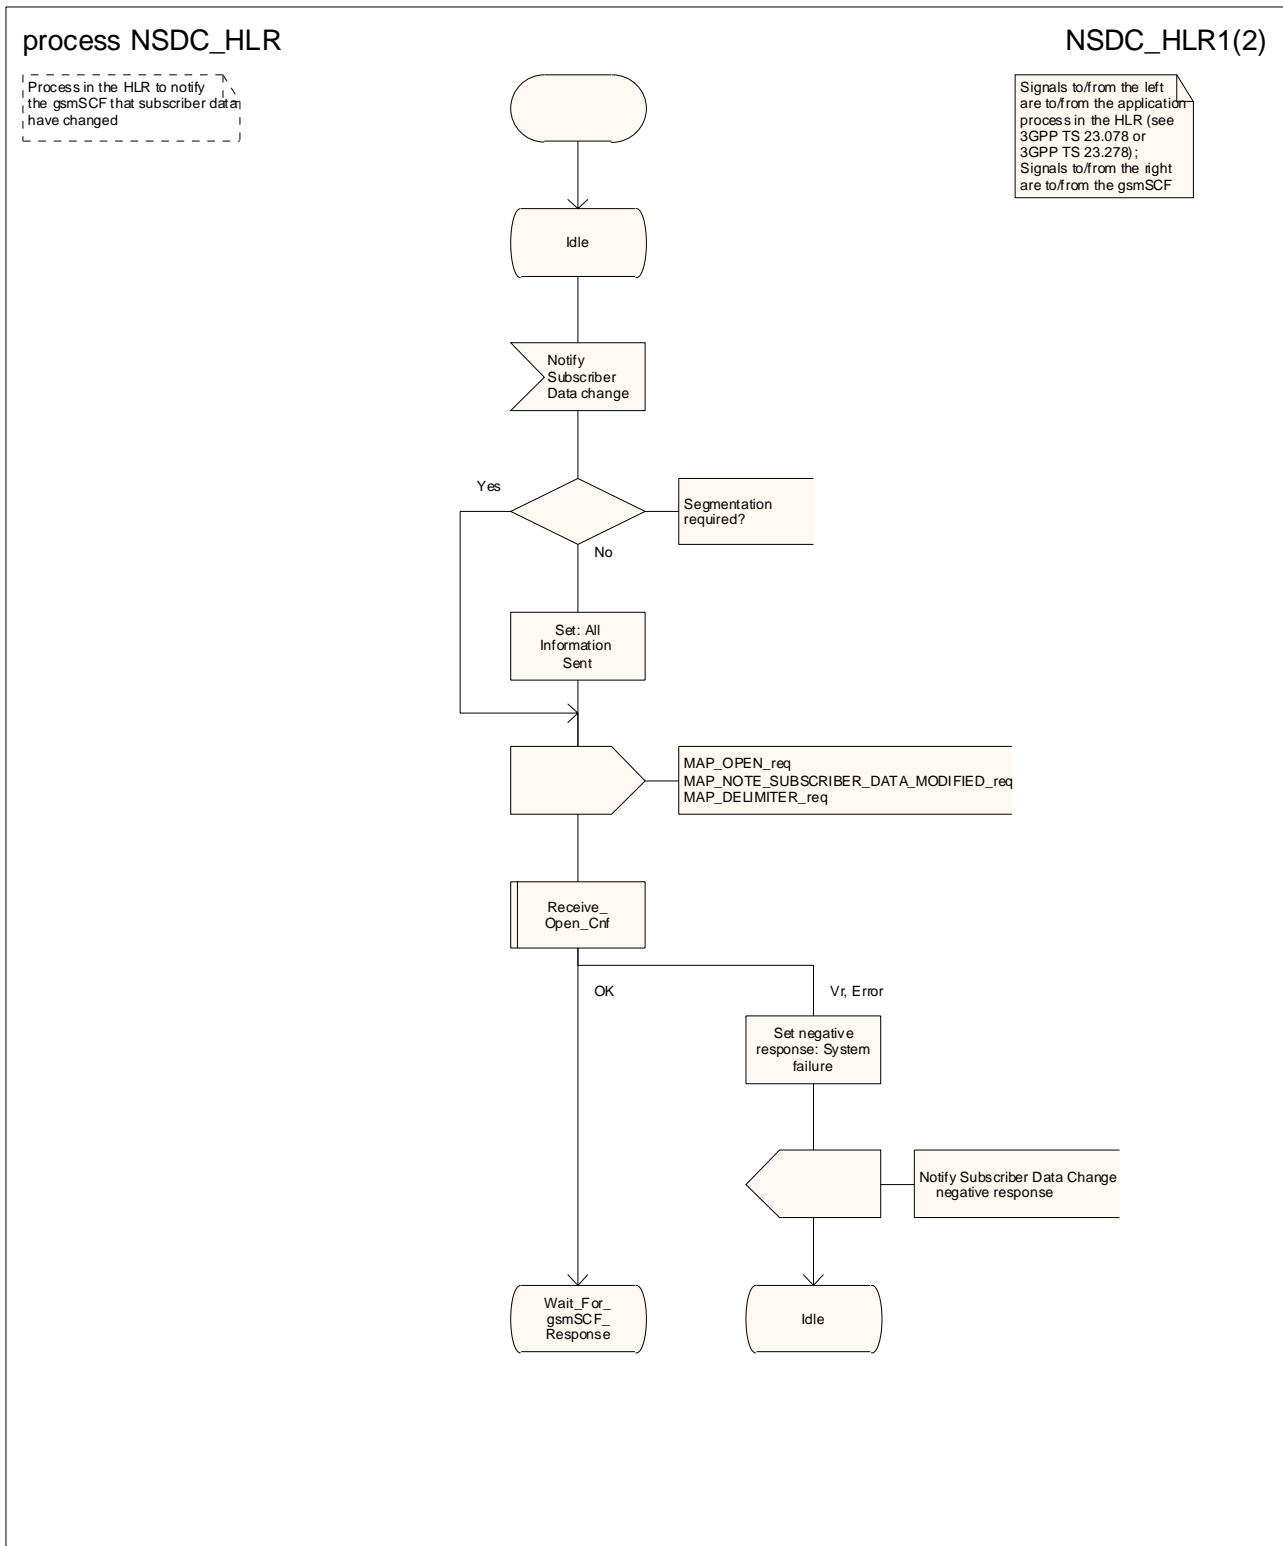 process NSDC_HLR
NSDC_HLR1(2)
Process in the HLR to notify
the gsmSCF that subscriber data
have changed
Signals to/from the left
are to/from the application
process in the HLR (see
3GPP TS 23.078 or
3GPP TS 23.278);
Signals to/from the right
are to/from the gsmSCF
Idle
Notify
Subscriber
Data change
Yes
Segmentation
required?
No
Set: All
Information
Sent
MAP_OPEN_req
MAP_NOTE_SUBSCRIBER_DATA_MODIFIED_req
MAP_DELIMITER_req
Receive_
Open_Cnf
OK
Vr, Error
Set negative
response: System
failure
Notify Subscriber Data Change
negative response
Wait_For_
gsmSCF_
Response
Idle